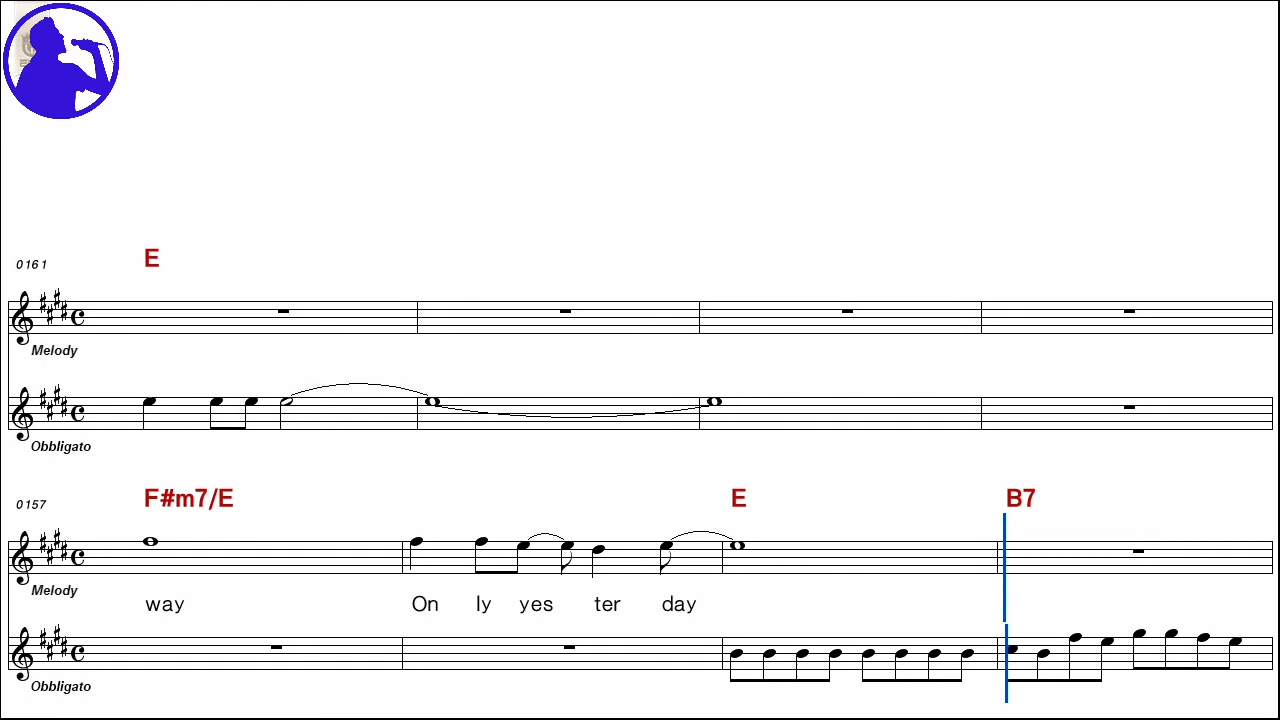 E
0161
Melody
Obbligato
F#m7/E E B7
0157
Melody
way On ly yes ter day
Obbligato